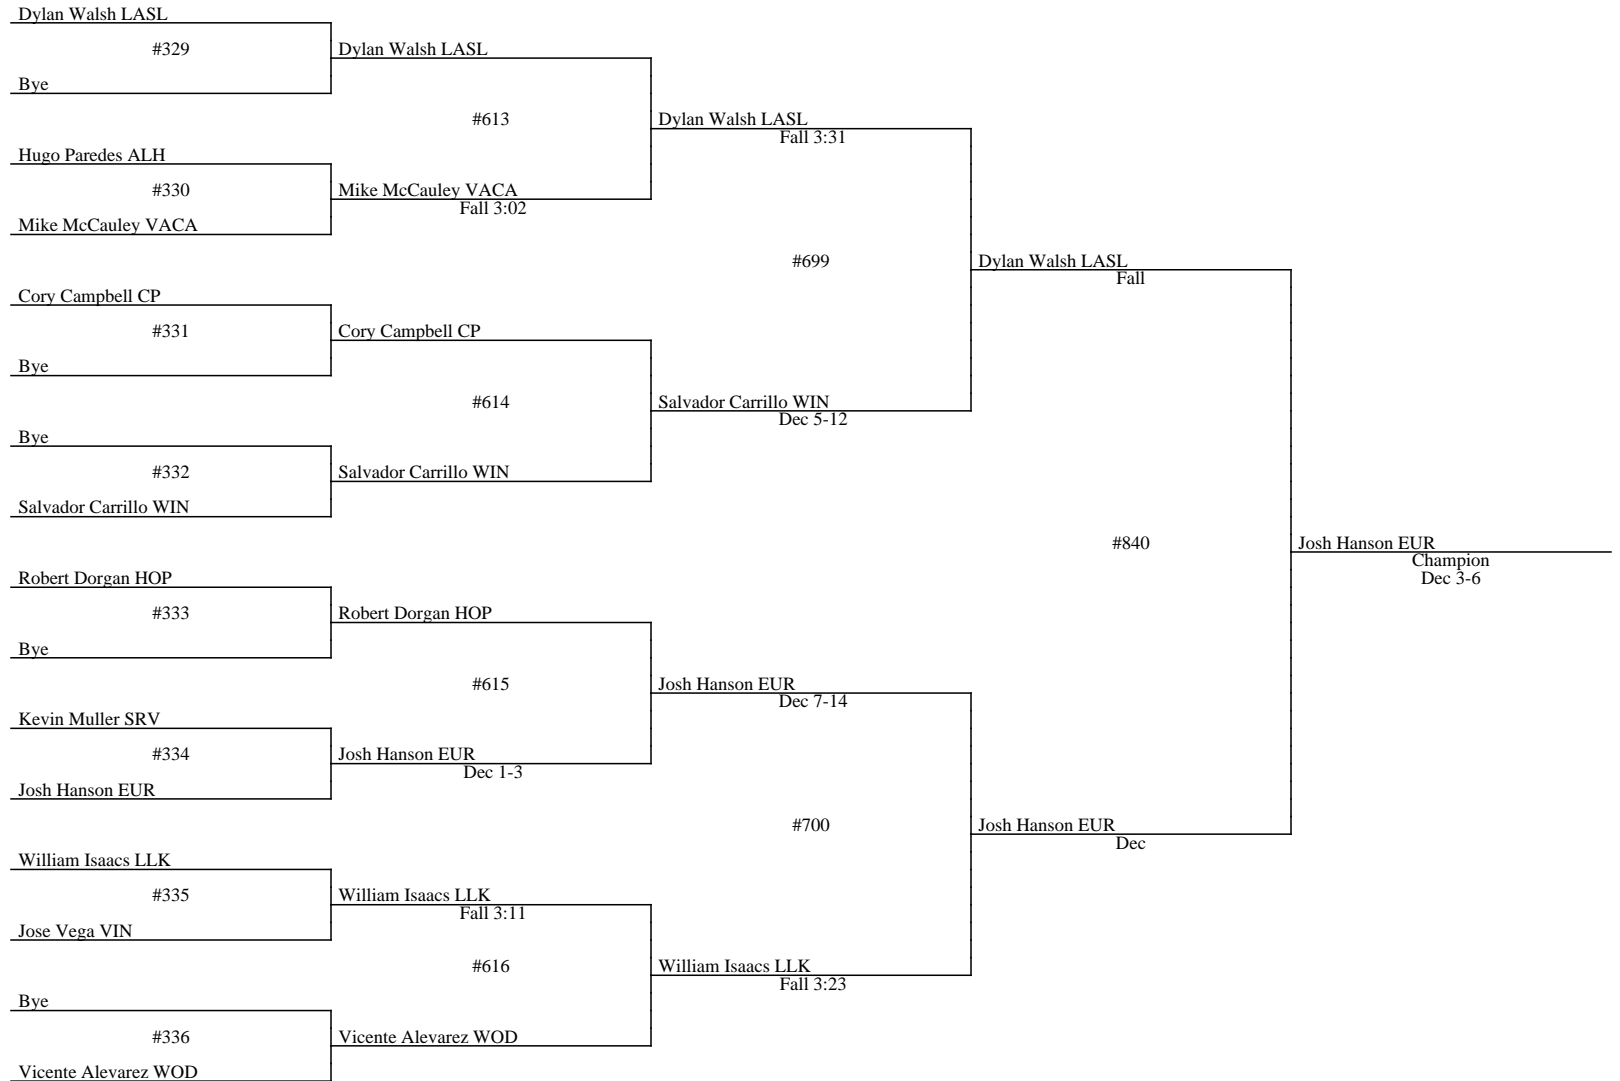 Dylan Walsh LASL
#329
Dylan Walsh LASL
Bye
#613
Dylan Walsh LASL
Fall 3:31
Hugo Paredes ALH
#330
Mike McCauley VACA
Fall 3:02
Mike McCauley VACA
#699
Dylan Walsh LASL
Fall
Cory Campbell CP
#331
Cory Campbell CP
Bye
#614
Salvador Carrillo WIN
Dec 5-12
Bye
#332
Salvador Carrillo WIN
Salvador Carrillo WIN
#840
Josh Hanson EUR
Champion
Dec 3-6
Robert Dorgan HOP
#333
Robert Dorgan HOP
Bye
#615
Josh Hanson EUR
Dec 7-14
Kevin Muller SRV
#334
Josh Hanson EUR
Dec 1-3
Josh Hanson EUR
#700
Josh Hanson EUR
Dec
William Isaacs LLK
#335
William Isaacs LLK
Fall 3:11
Jose Vega VIN
#616
William Isaacs LLK
Fall 3:23
Bye
#336
Vicente Alevarez WOD
Vicente Alevarez WOD